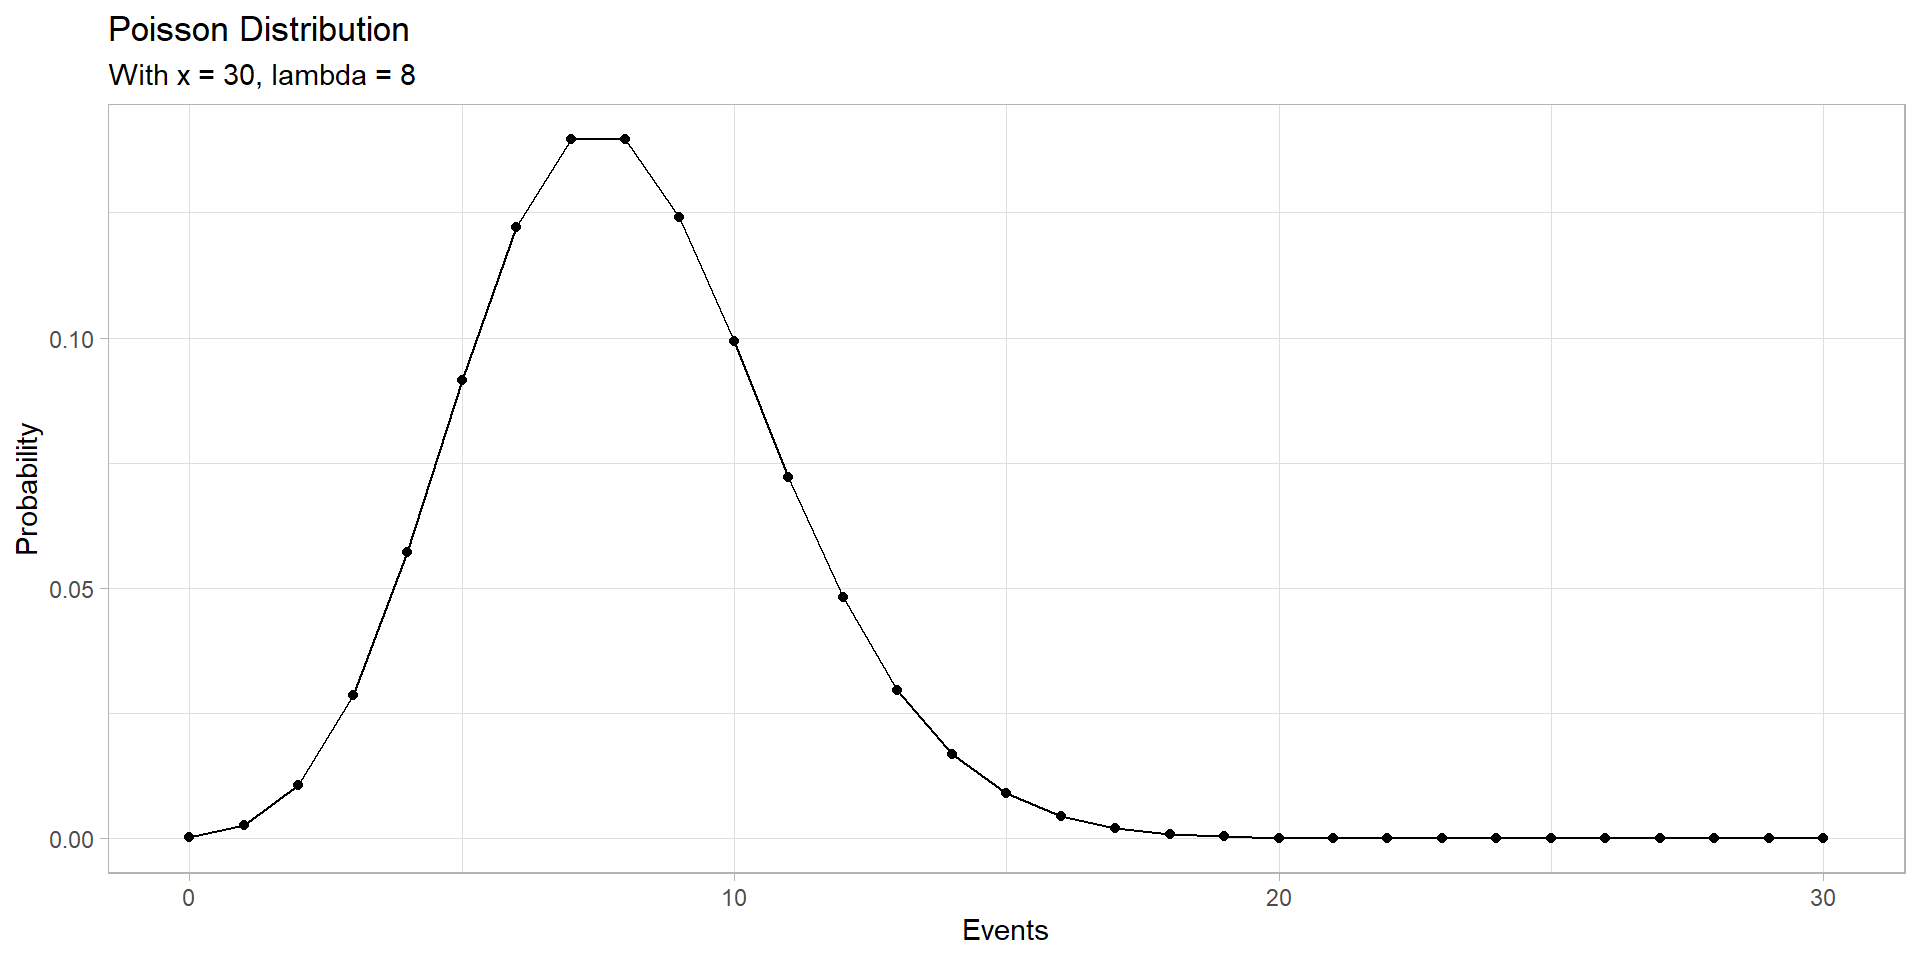 Poisson Distribution
With x = 30, lambda = 8
0.10
0.05
0.00
Probability
0 10 20 30
Events